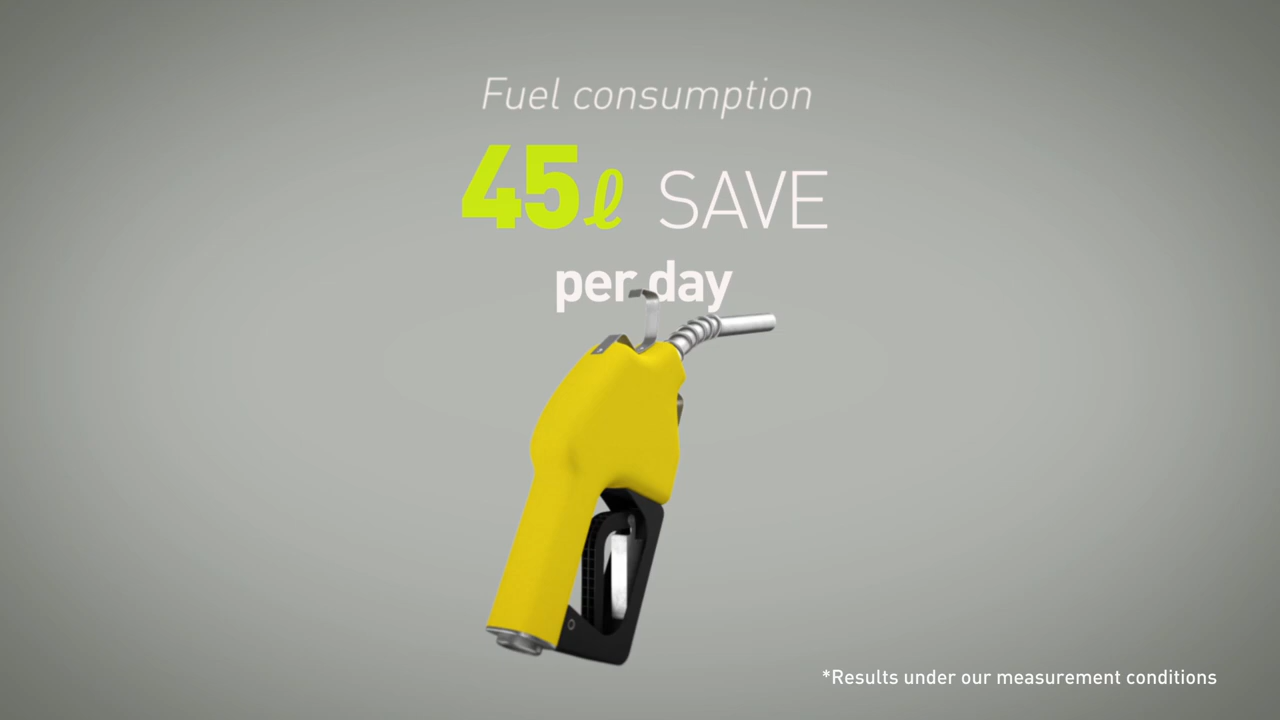 Fuel consumption
45ℓ SAVE
per day
*Results under our measurement conditions